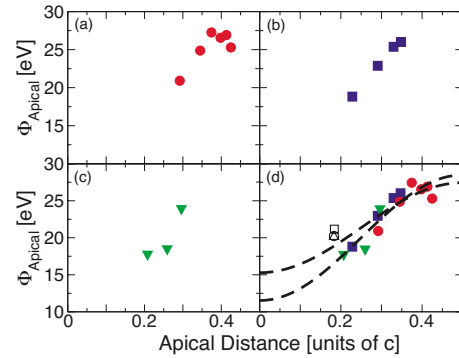 30
(a)
(b)
25
20
15
Φ_Apical [eV]
30
(c)
(d)
25
20
15
10
Φ_Apical [eV]
0
0.2
0.4
0
0.2
0.4
Apical Distance [units of c]